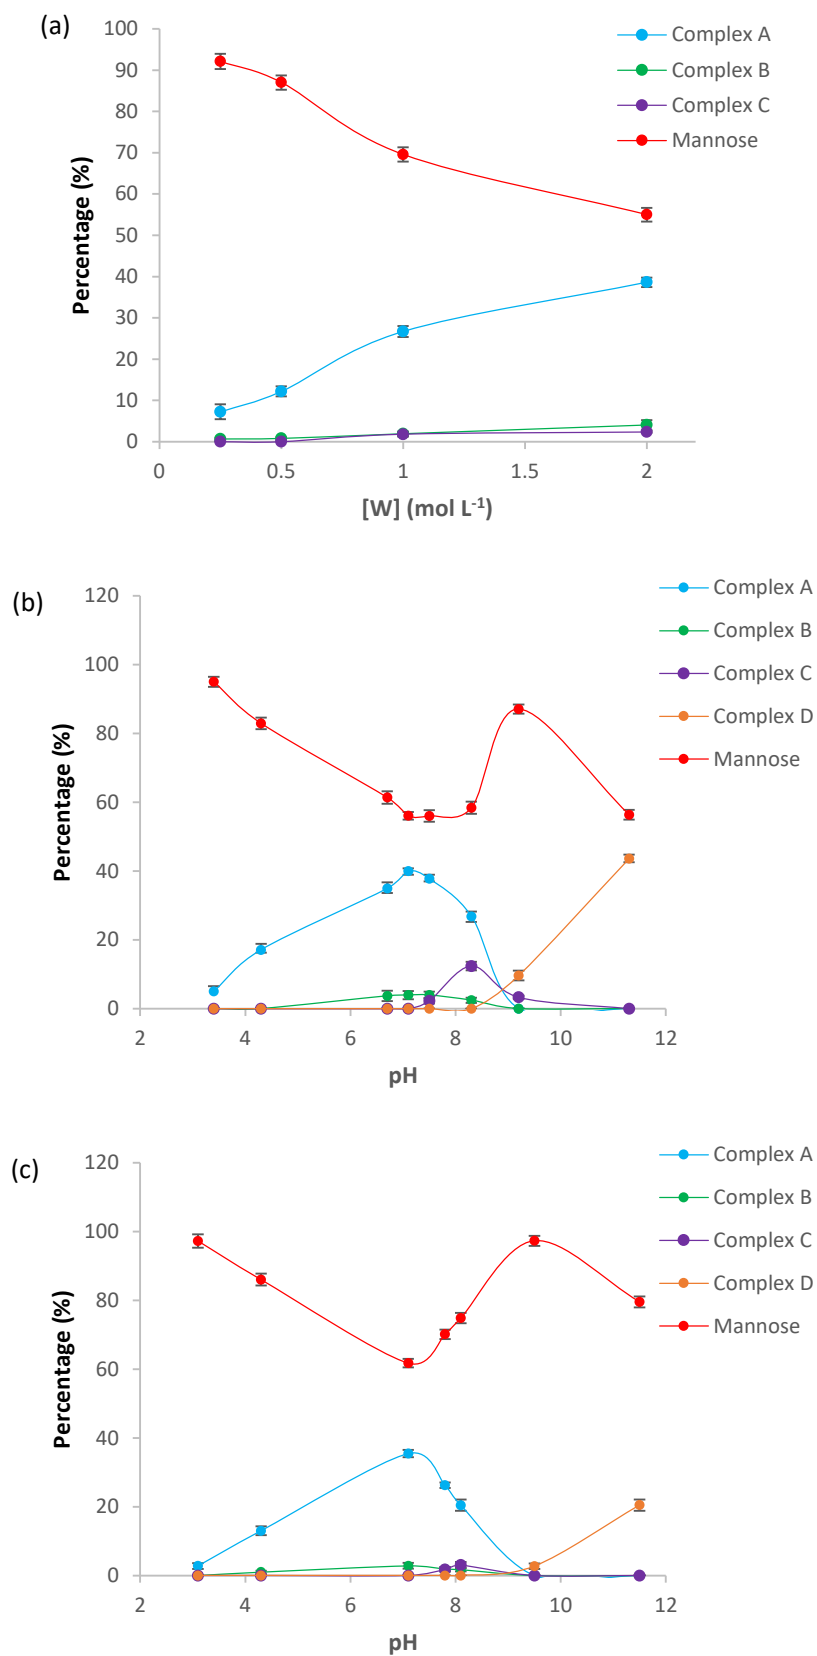 (a)
Complex A
Complex B
Complex C
Mannose
Percentage (%)
100
90
80
70
60
50
40
30
20
10
0
0 0.5 1 1.5 2
[W] (mol L-1)
(b)
Complex A
Complex B
Complex C
Complex D
Mannose
Percentage (%)
120
100
80
60
40
20
0
2 4 6 8 10 12
pH
(c)
Complex A
Complex B
Complex C
Complex D
Mannose
Percentage (%)
120
100
80
60
40
20
0
2 4 6 8 10 12
pH